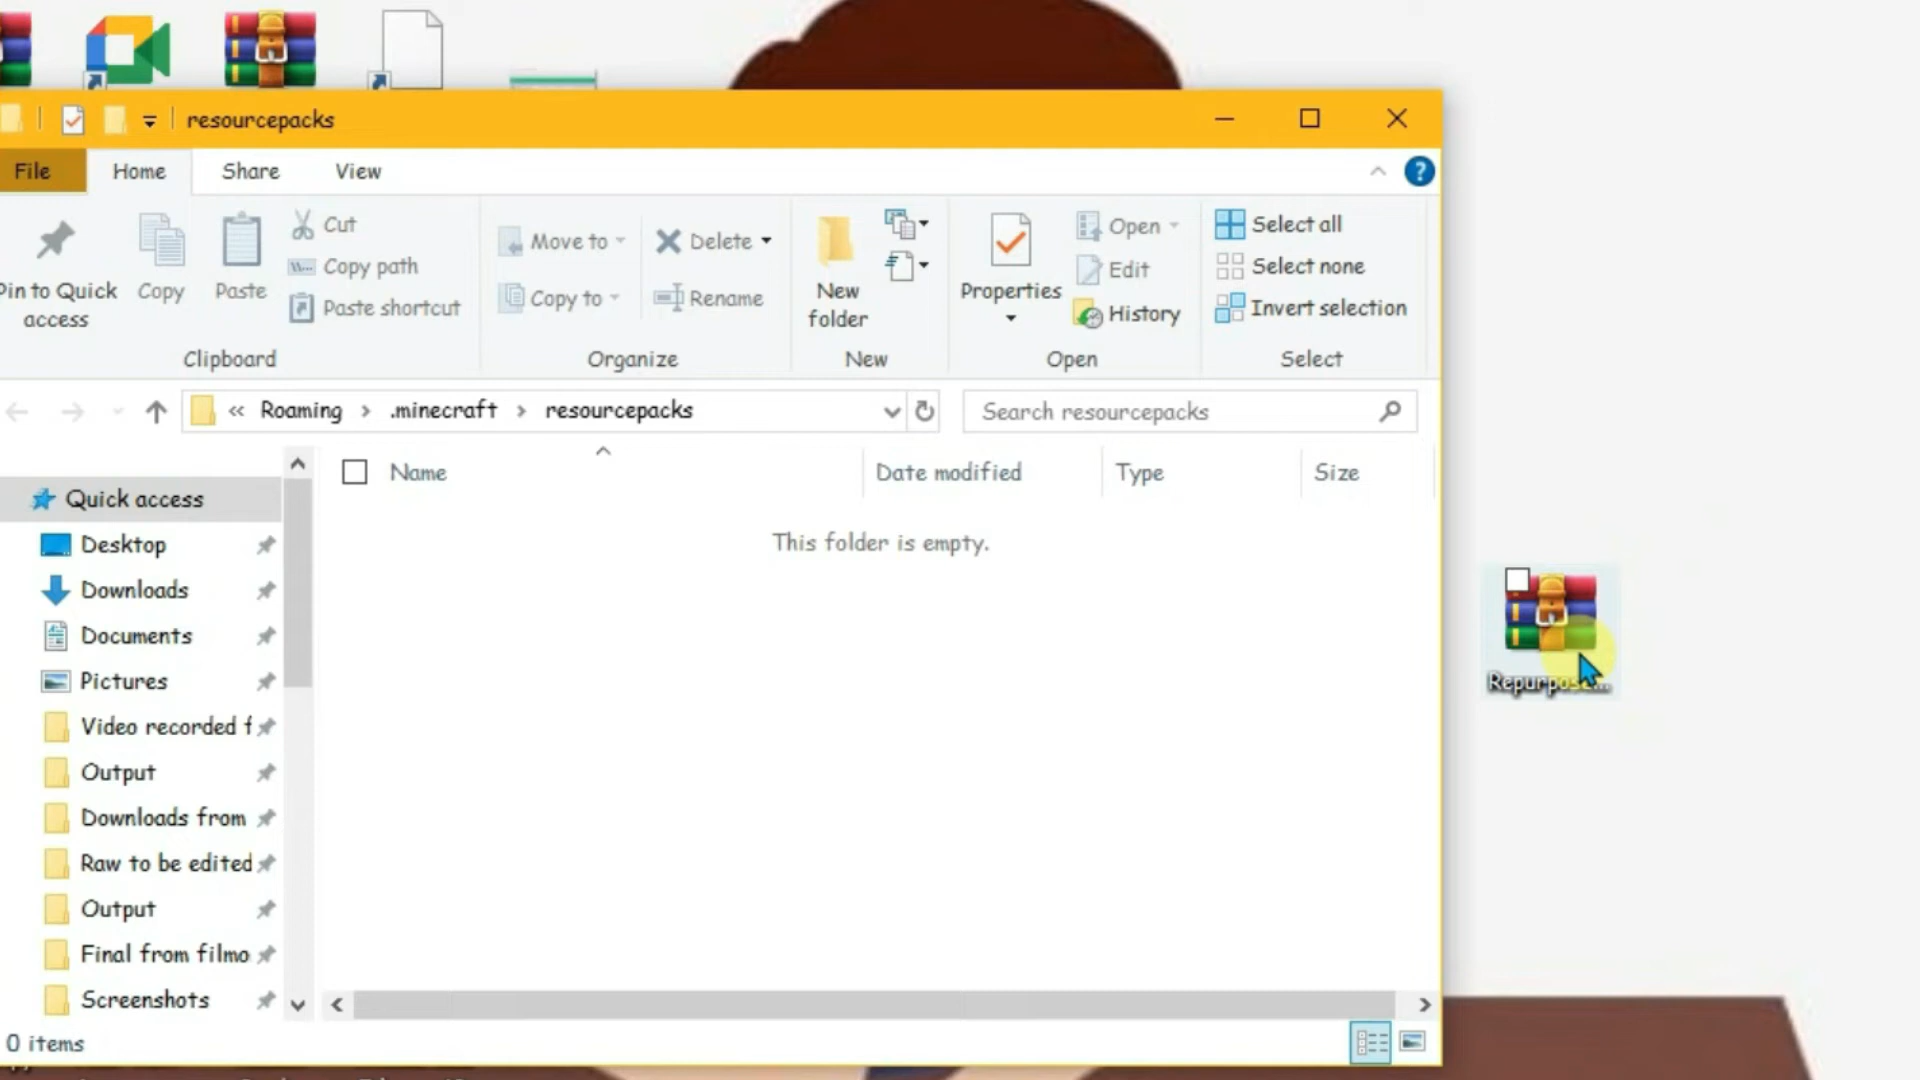 resourcepacks
File
Home
Share
View
Pin to Quick access
Copy
Paste
Cut
Copy path
Paste shortcut
Clipboard
Move to
Copy to
Delete
Rename
Organize
New folder
New
Properties
Open
Edit
History
Open
Select all
Select none
Invert selection
Select
« Roaming > .minecraft > resourcepacks
Search resourcepacks
Name
Date modified
Type
Size
This folder is empty.
Quick access
Desktop
Downloads
Documents
Pictures
Video recorded f
Output
Downloads from
Raw to be edited
Output
Final from filmo
Screenshots
0 items
Repurpose...